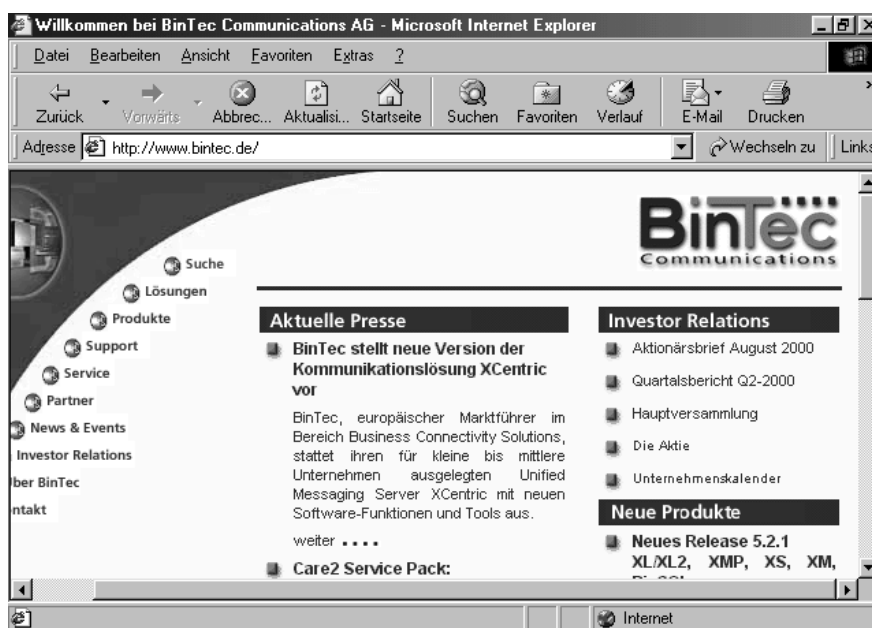 Willkommen bei BinTec Communications AG - Microsoft Internet Explorer
Datei Bearbeiten Ansicht Favoriten Extras ?
Zurück Vorwärts Abbrec... Aktualisi... Startseite Suchen Favoriten Verlauf E-Mail Drucken »
Adresse http://www.bintec.de/ Wechseln zu Links
BinTec
Communications
Suche
Lösungen
Produkte
Support
Service
Partner
News & Events
Investor Relations
ber BinTec
ntakt
Aktuelle Presse
BinTec stellt neue Version der
Kommunikationslösung XCentric
vor
BinTec, europäischer Marktführer im
Bereich Business Connectivity Solutions,
stattet ihren für kleine bis mittlere
Unternehmen ausgelegten Unified
Messaging Server XCentric mit neuen
Software-Funktionen und Tools aus.
weiter ....
Care2 Service Pack:
Investor Relations
Aktionärsbrief August 2000
Quartalsbericht Q2-2000
Hauptversammlung
Die Aktie
Unternehmenskalender
Neue Produkte
Neues Release 5.2.1
XL/XL2, XMP, XS, XM,
Internet